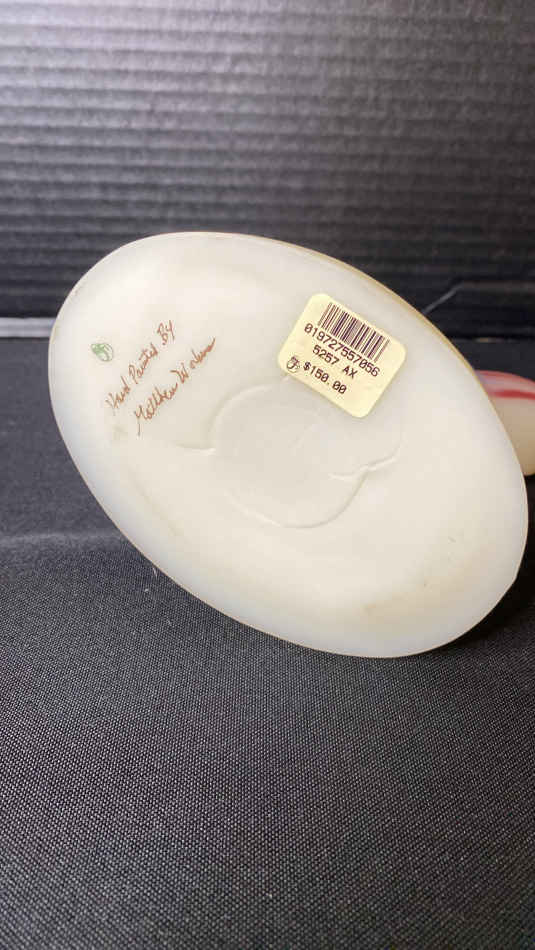 Hand Painted By
Matthew
019727557056
5257 AX
$150.00